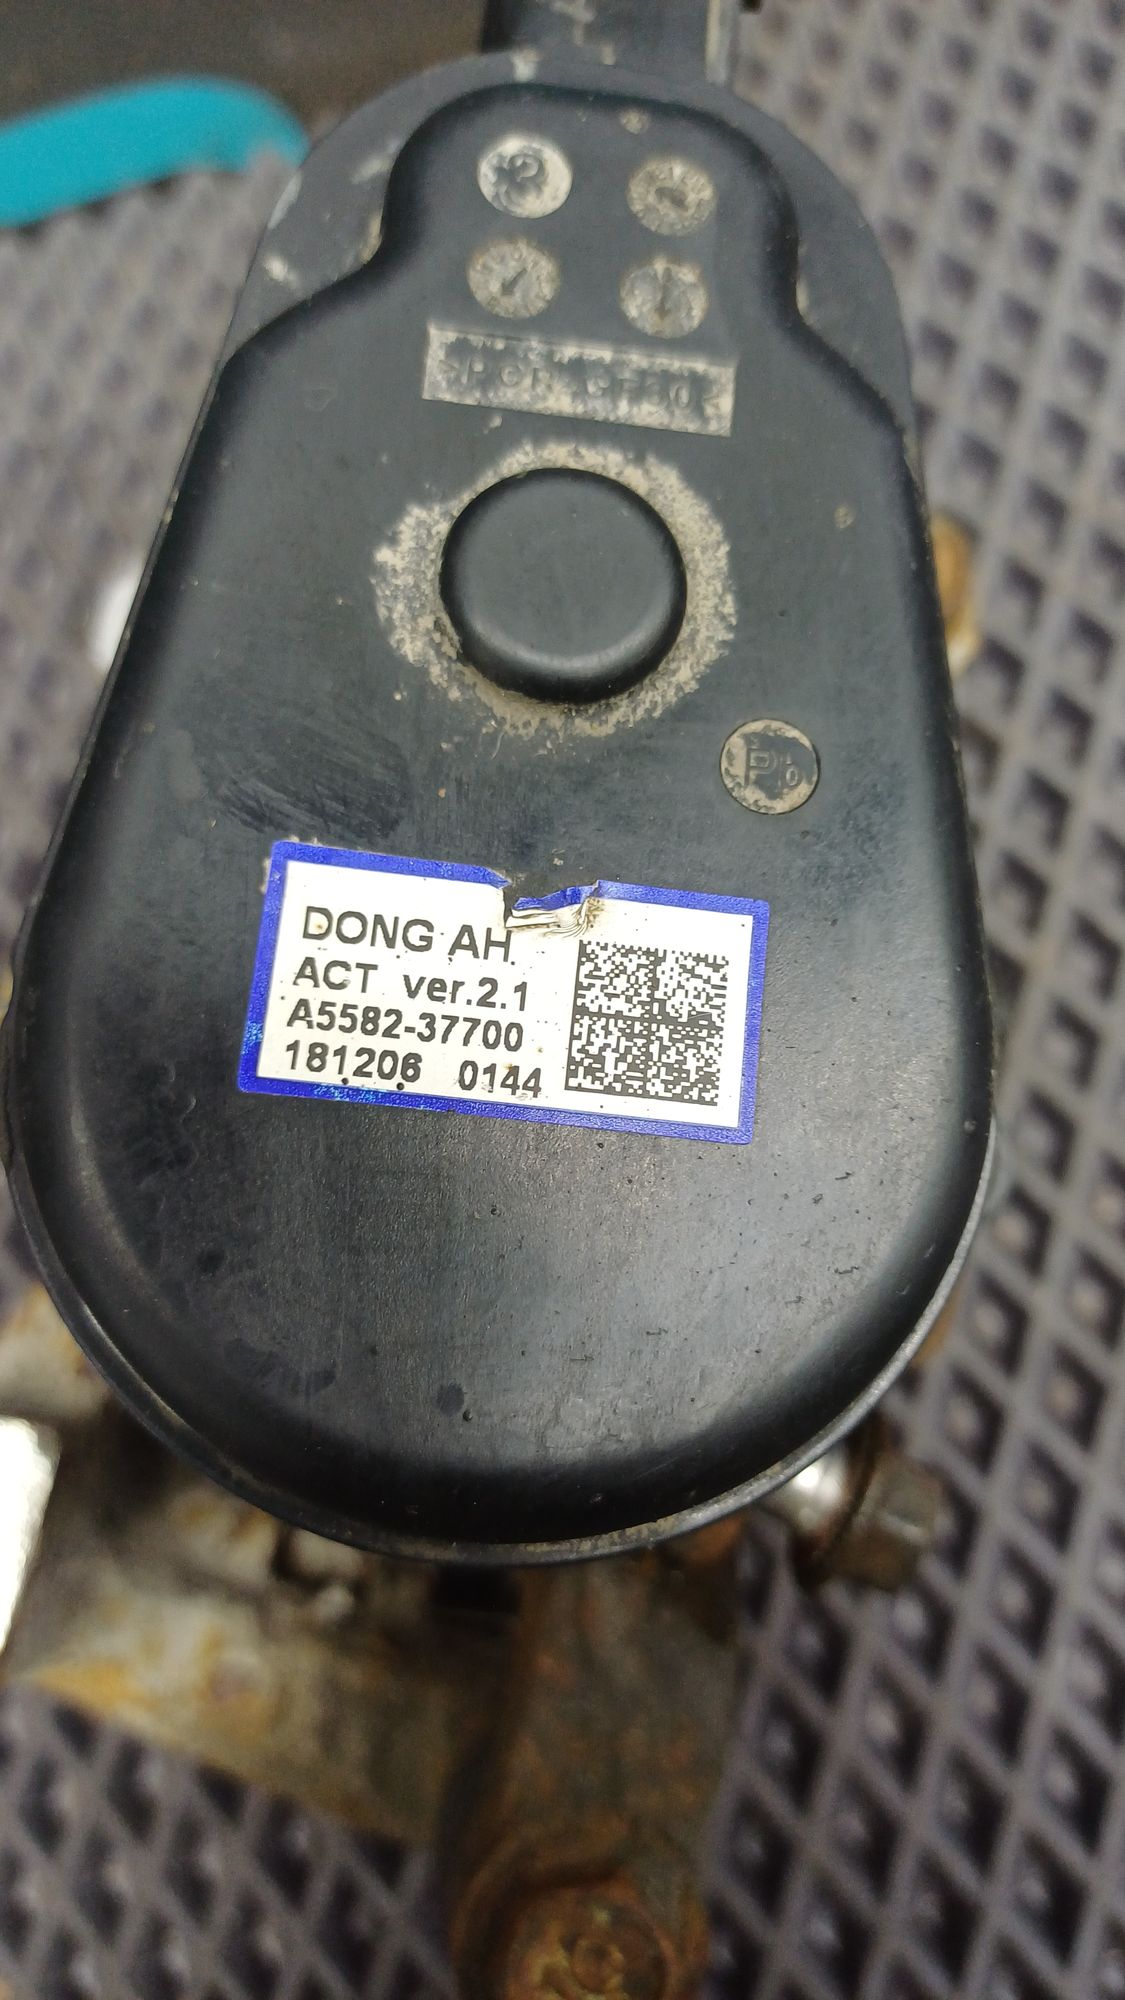 DONG AH
ACT ver.2.1
A5582-37700
181206 0144